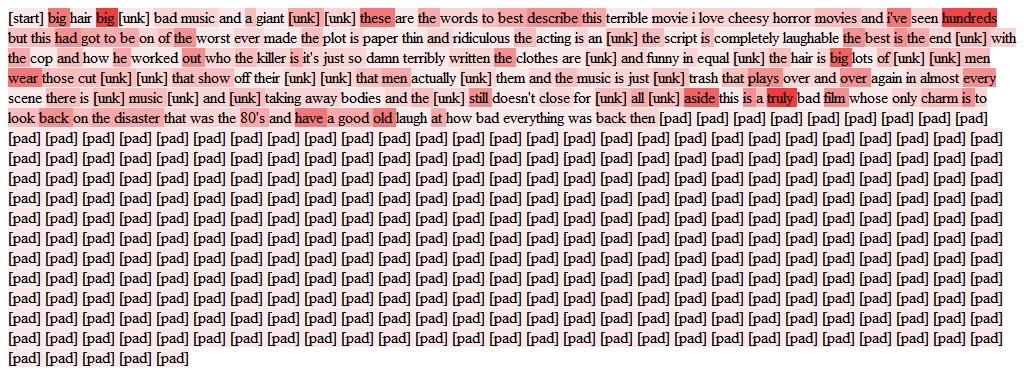 [start] big hair big [unk] bad music and a giant [unk] [unk] these are the words to best describe this terrible movie i love cheesy horror movies and i've seen hundreds
but this had got to be on of the worst ever made the plot is paper thin and ridiculous the acting is an [unk] the script is completely laughable the best is the end [unk] with
the cop and how he worked out who the killer is it's just so damn terribly written the clothes are [unk] and funny in equal [unk] the hair is big lots of [unk] [unk] men
wear those cut [unk] [unk] that show off their [unk] [unk] that men actually [unk] them and the music is just [unk] trash that plays over and over again in almost every
scene there is [unk] music [unk] and [unk] taking away bodies and the [unk] still doesn't close for [unk] all [unk] aside this is a truly bad film whose only charm is to
look back on the disaster that was the 80's and have a good old laugh at how bad everything was back then [pad] [pad] [pad] [pad] [pad] [pad] [pad] [pad] [pad]
[pad] [pad] [pad] [pad] [pad] [pad] [pad] [pad] [pad] [pad] [pad] [pad] [pad] [pad] [pad] [pad] [pad] [pad] [pad] [pad] [pad] [pad] [pad] [pad] [pad] [pad] [pad]
[pad] [pad] [pad] [pad] [pad] [pad] [pad] [pad] [pad] [pad] [pad] [pad] [pad] [pad] [pad] [pad] [pad] [pad] [pad] [pad] [pad] [pad] [pad] [pad] [pad] [pad] [pad]
[pad] [pad] [pad] [pad] [pad] [pad] [pad] [pad] [pad] [pad] [pad] [pad] [pad] [pad] [pad] [pad] [pad] [pad] [pad] [pad] [pad] [pad] [pad] [pad] [pad] [pad] [pad]
[pad] [pad] [pad] [pad] [pad] [pad] [pad] [pad] [pad] [pad] [pad] [pad] [pad] [pad] [pad] [pad] [pad] [pad] [pad] [pad] [pad] [pad] [pad] [pad] [pad] [pad] [pad]
[pad] [pad] [pad] [pad] [pad] [pad] [pad] [pad] [pad] [pad] [pad] [pad] [pad] [pad] [pad] [pad] [pad] [pad] [pad] [pad] [pad] [pad] [pad] [pad] [pad] [pad] [pad]
[pad] [pad] [pad] [pad] [pad] [pad] [pad] [pad] [pad] [pad] [pad] [pad] [pad] [pad] [pad] [pad] [pad] [pad] [pad] [pad] [pad] [pad] [pad] [pad] [pad] [pad] [pad]
[pad] [pad] [pad] [pad] [pad] [pad] [pad] [pad] [pad] [pad] [pad] [pad] [pad] [pad] [pad] [pad] [pad] [pad] [pad] [pad] [pad] [pad] [pad] [pad] [pad] [pad] [pad]
[pad] [pad] [pad] [pad] [pad] [pad] [pad] [pad] [pad] [pad] [pad] [pad] [pad] [pad] [pad] [pad] [pad] [pad] [pad] [pad] [pad] [pad] [pad] [pad] [pad] [pad] [pad]
[pad] [pad] [pad] [pad] [pad] [pad] [pad] [pad] [pad] [pad] [pad] [pad] [pad] [pad] [pad] [pad] [pad] [pad] [pad] [pad] [pad] [pad] [pad] [pad] [pad] [pad] [pad]
[pad] [pad] [pad] [pad] [pad] [pad] [pad] [pad] [pad] [pad] [pad] [pad] [pad] [pad] [pad] [pad] [pad] [pad] [pad] [pad] [pad] [pad] [pad] [pad] [pad] [pad] [pad]
[pad] [pad] [pad] [pad] [pad] [pad] [pad] [pad] [pad] [pad] [pad] [pad] [pad] [pad] [pad] [pad] [pad] [pad] [pad] [pad] [pad] [pad] [pad] [pad] [pad] [pad] [pad]
[pad] [pad] [pad] [pad] [pad]